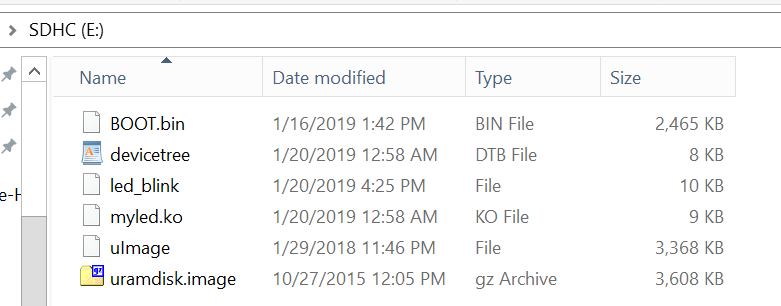 SDHC (E:)
Name Date modified Type Size
BOOT.bin 1/16/2019 1:42 PM BIN File 2,465 KB
devicetree 1/20/2019 12:58 AM DTB File 8 KB
led_blink 1/20/2019 4:25 PM File 10 KB
myled.ko 1/20/2019 12:58 AM KO File 9 KB
e-H
uImage 1/29/2018 11:46 PM File 3,368 KB
uramdisk.image 10/27/2015 12:05 PM gz Archive 3,608 KB